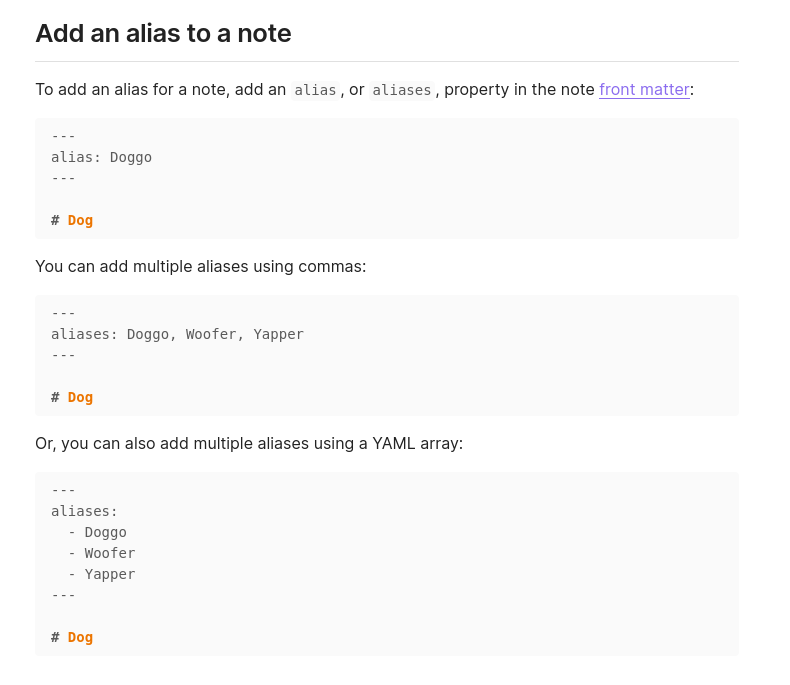 Add an alias to a note
To add an alias for a note, add an alias, or aliases, property in the note front matter:
---
alias: Doggo
---
# Dog
You can add multiple aliases using commas:
---
aliases: Doggo, Woofer, Yapper
---
# Dog
Or, you can also add multiple aliases using a YAML array:
---
aliases:
  - Doggo
  - Woofer
  - Yapper
---
# Dog